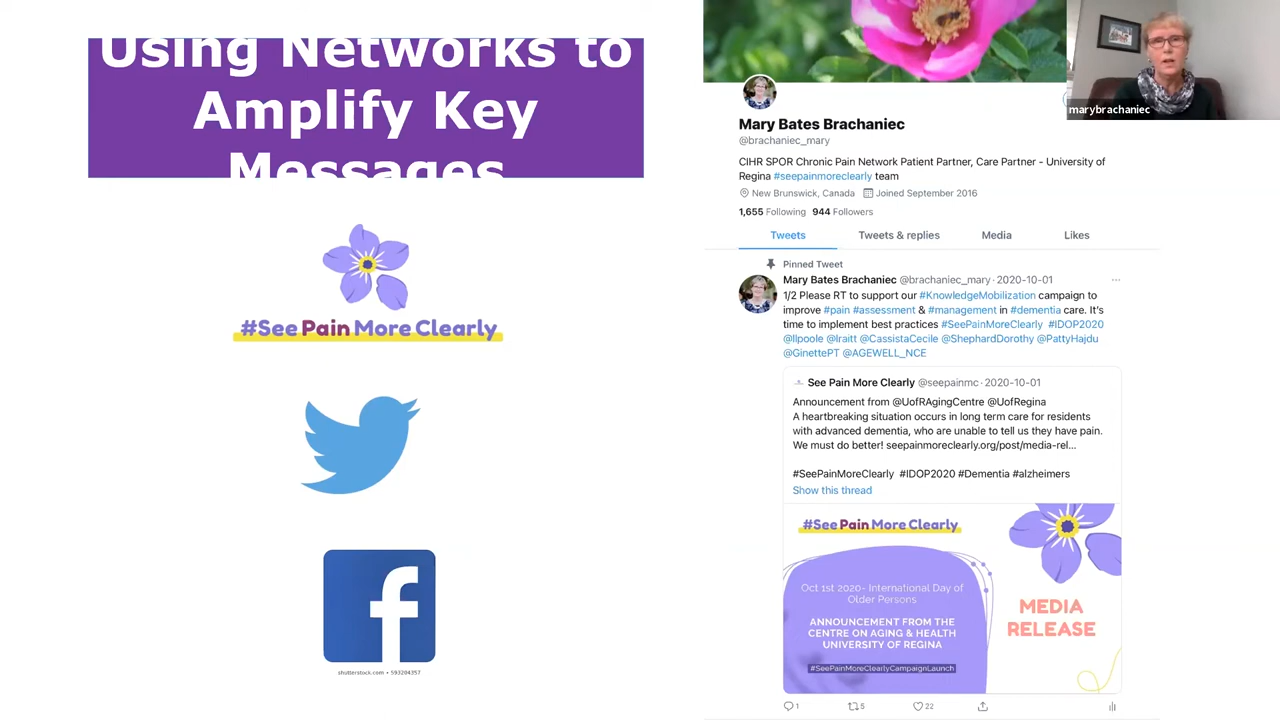 Using Networks to
Amplify Key
Messages
#See Pain More Clearly
shutterstock.com • 593204357
marybrachaniec
Mary Bates Brachaniec
@brachaniec_mary
CIHR SPOR Chronic Pain Network Patient Partner, Care Partner - University of
Regina #seepainmoreclearly team
New Brunswick, Canada Joined September 2016
1,655 Following 944 Followers
Tweets Tweets & replies Media Likes
Pinned Tweet
Mary Bates Brachaniec @brachaniec_mary · 2020-10-01 ...
1/2 Please RT to support our #KnowledgeMobilization campaign to
improve #pain #assessment & #management in #dementia care. It's
time to implement best practices #SeePainMoreClearly #IDOP2020
@llpoole @lraitt @CassistaCecile @ShephardDorothy @PattyHajdu
@GinettePT @AGEWELL_NCE
See Pain More Clearly @seepainmc · 2020-10-01
Announcement from @UofRAgingCentre @UofRegina
A heartbreaking situation occurs in long term care for residents
with advanced dementia, who are unable to tell us they have pain.
We must do better! seepainmoreclearly.org/post/media-rel...
#SeePainMoreClearly #IDOP2020 #Dementia #alzheimers
Show this thread
#See Pain More Clearly
Oct 1st 2020- International Day of
Older Persons
ANNOUNCEMENT FROM THE
CENTRE ON AGING & HEALTH
UNIVERSITY OF REGINA
#SeePainMoreClearlyCampaignLaunch
MEDIA
RELEASE
1 5 22